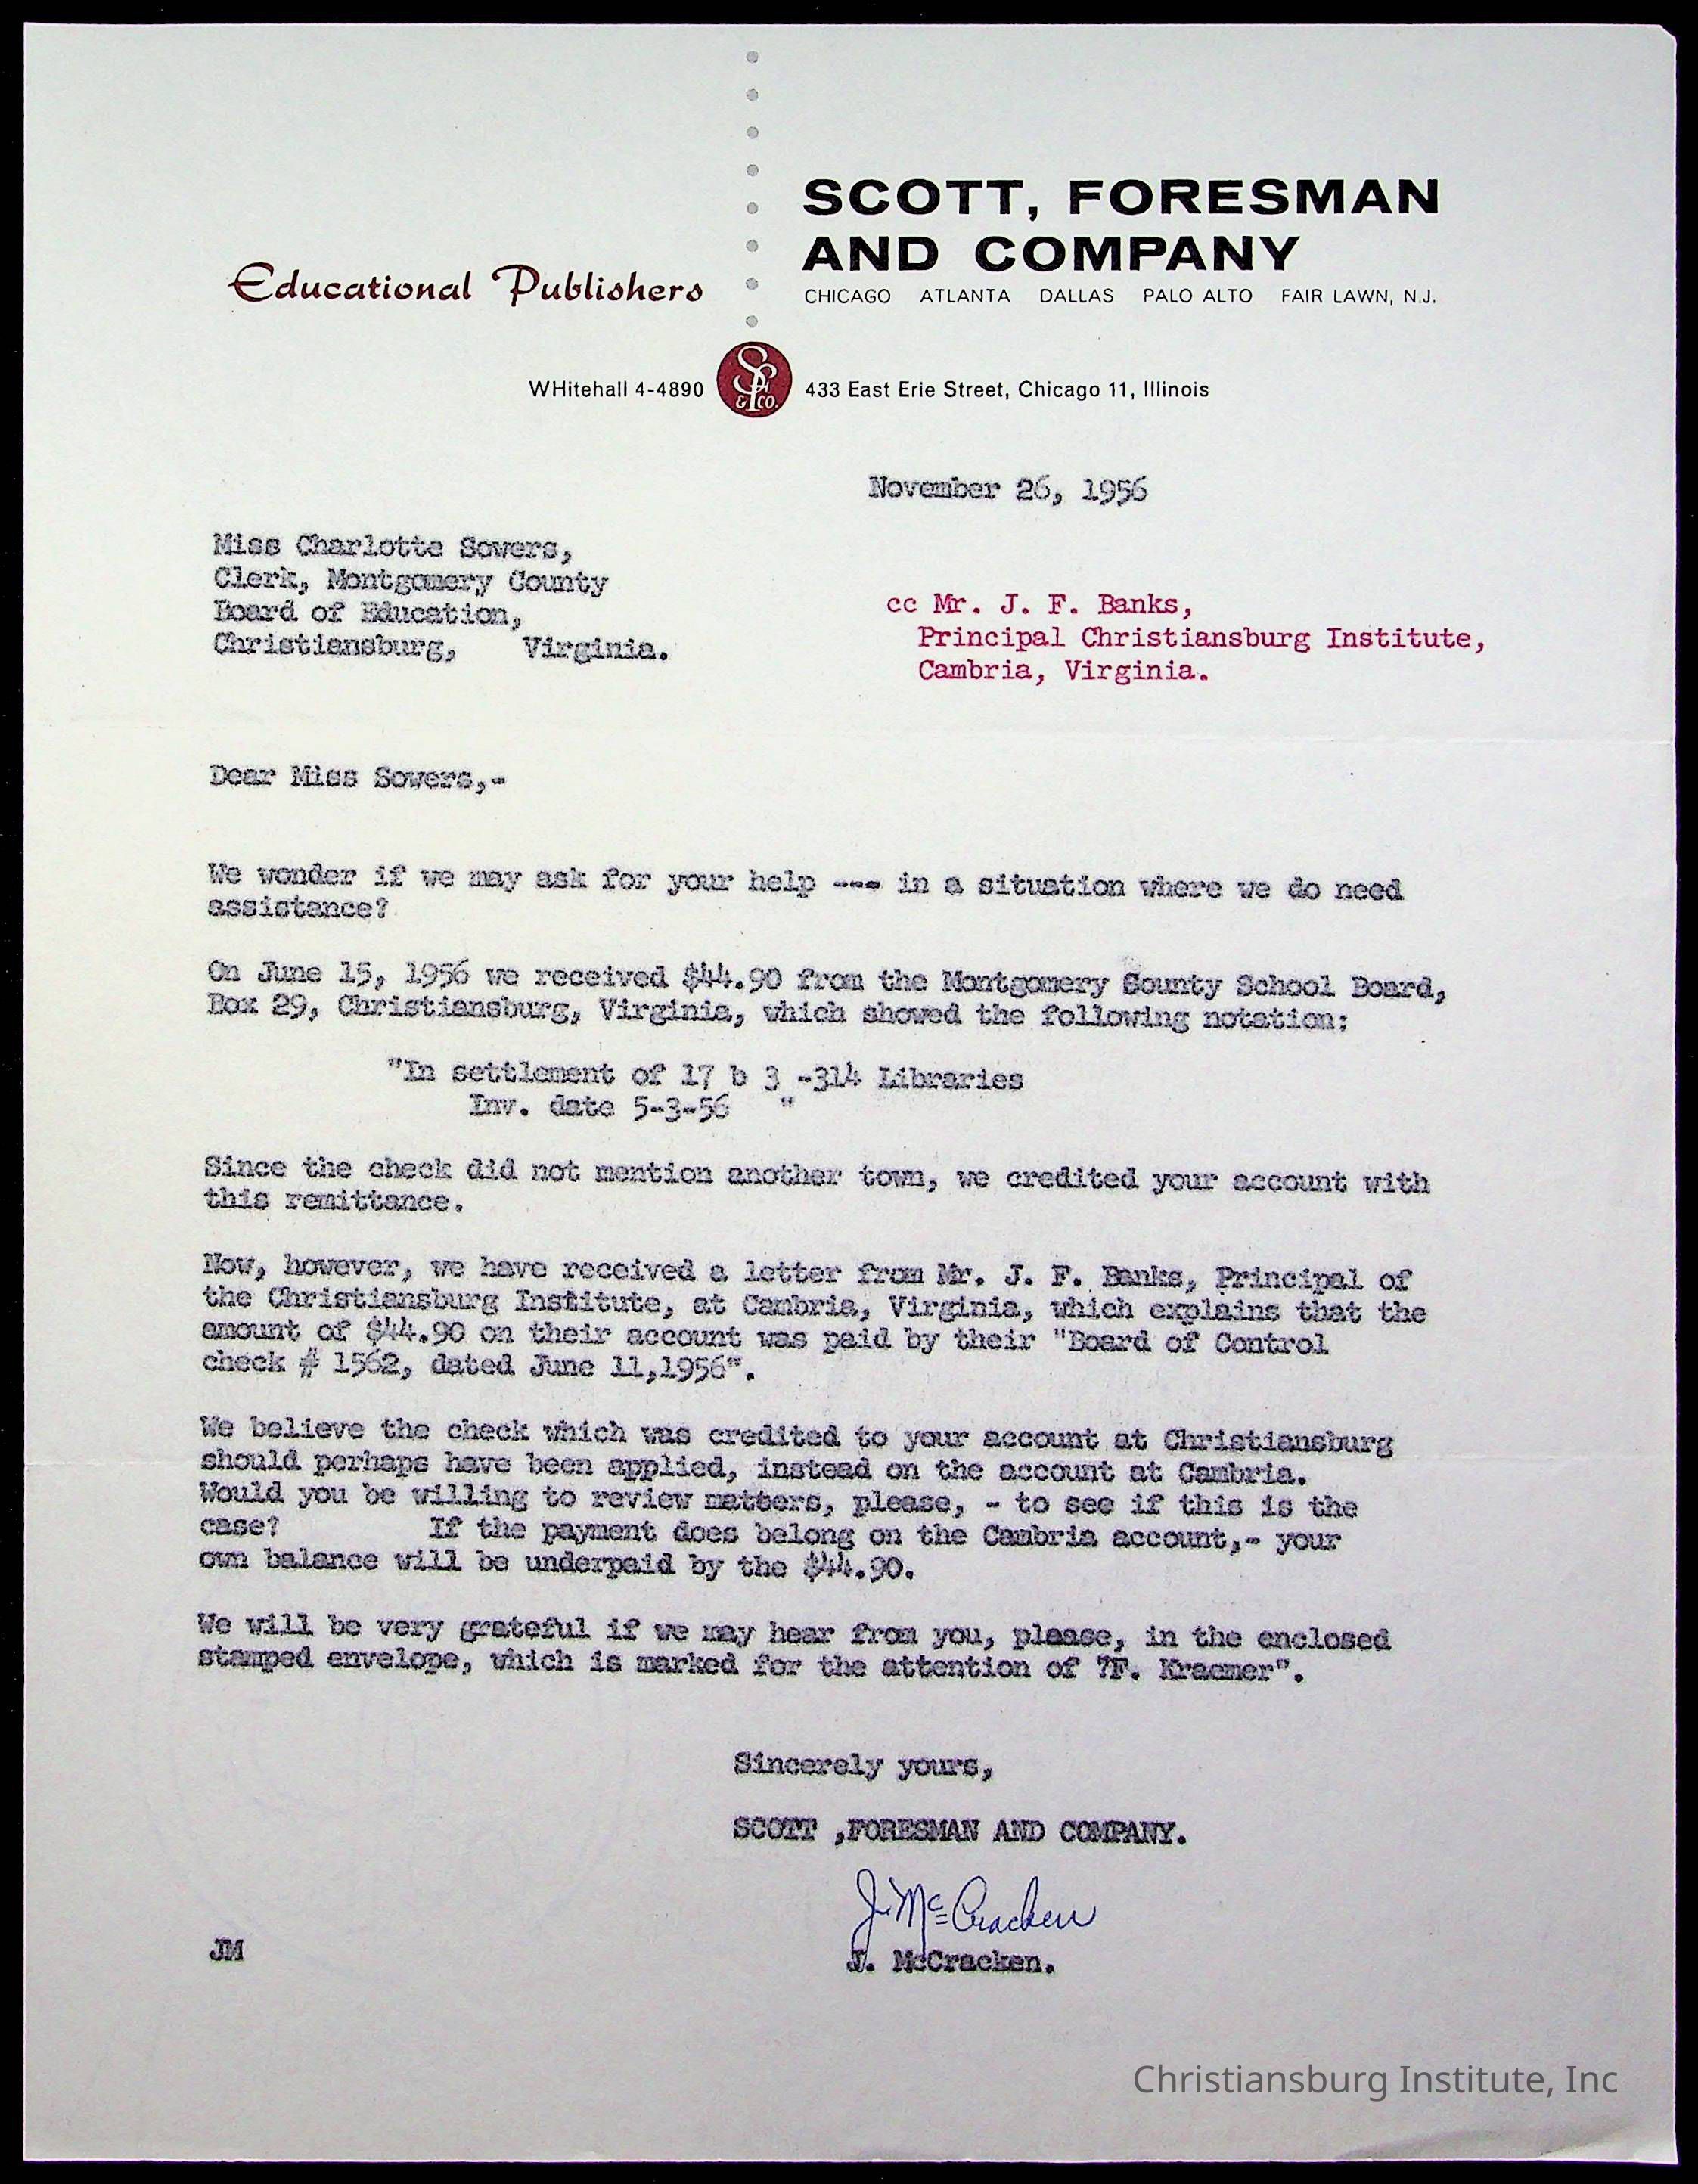 SCOTT, FORESMAN
AND COMPANY
Educational Publishers
CHICAGO ATLANTA DALLAS PALO ALTO FAIR LAWN, N.J.
WHitehall 4-4890
SF
& CO.
433 East Erie Street, Chicago 11, Illinois
November 26, 1956
Miss Charlotte Sowers,
Clerk, Montgomery County
Board of Education,
Christiansburg, Virginia.
cc Mr. J. F. Banks,
Principal Christiansburg Institute,
Cambria, Virginia.
Dear Miss Sowers,-
We wonder if we may ask for your help --- in a situation where we do need
assistance?
On June 15, 1956 we received $44.90 from the Montgomery County School Board,
Box 29, Christiansburg, Virginia, which showed the following notation:
"In settlement of 17 b 3 -314 Libraries
Inv. date 5-3-56 "
Since the check did not mention another town, we credited your account with
this remittance.
Now, however, we have received a letter from Mr. J. F. Banks, Principal of
the Christiansburg Institute, at Cambria, Virginia, which explains that the
amount of $44.90 on their account was paid by their "Board of Control
check # 1562, dated June 11,1956".
We believe the check which was credited to your account at Christiansburg
should perhaps have been applied, instead on the account at Cambria.
Would you be willing to review matters, please, - to see if this is the
case? If the payment does belong on the Cambria account,- your
own balance will be underpaid by the $44.90.
We will be very grateful if we may hear from you, please, in the enclosed
stamped envelope, which is marked for the attention of "F. Kraemer".
Sincerely yours,
SCOTT ,FORESMAN AND COMPANY.
J. McCracken
J. McCracken.
JM
Christiansburg Institute, Inc